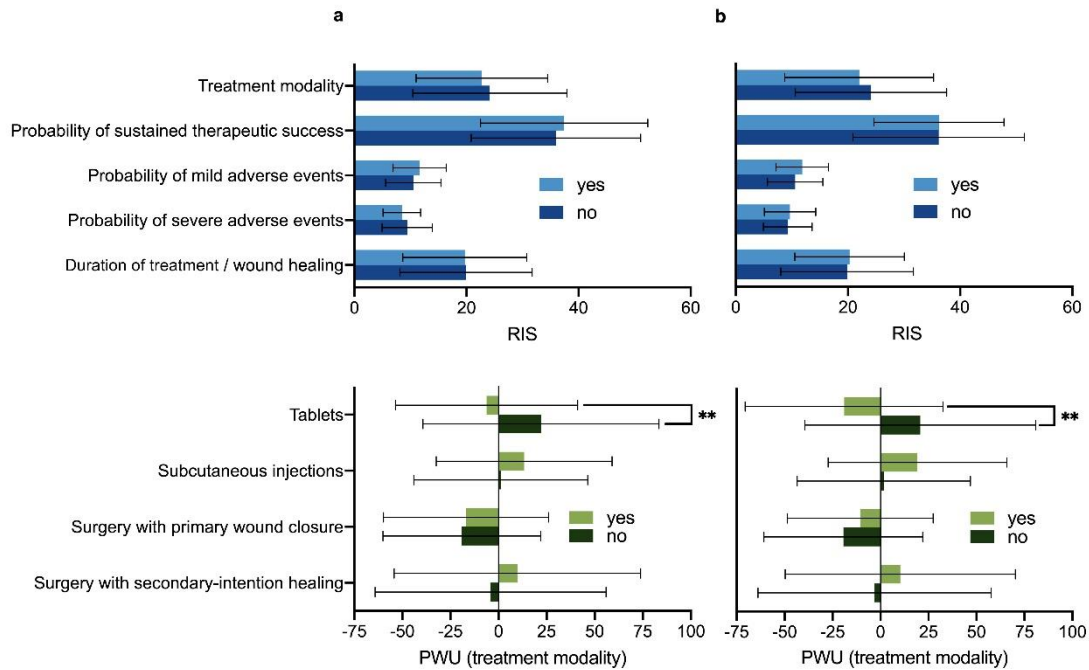 a
b
Treatment modality
Probability of sustained therapeutic success
Probability of mild adverse events
Probability of severe adverse events
Duration of treatment / wound healing
yes
no
0 20 40 60
RIS
yes
no
0 20 40 60
RIS
Tablets
Subcutaneous injections
Surgery with primary wound closure
Surgery with secondary-intention healing
**
yes
no
-75 -50 -25 0 25 50 75 100
PWU (treatment modality)
**
yes
no
-75 -50 -25 0 25 50 75 100
PWU (treatment modality)